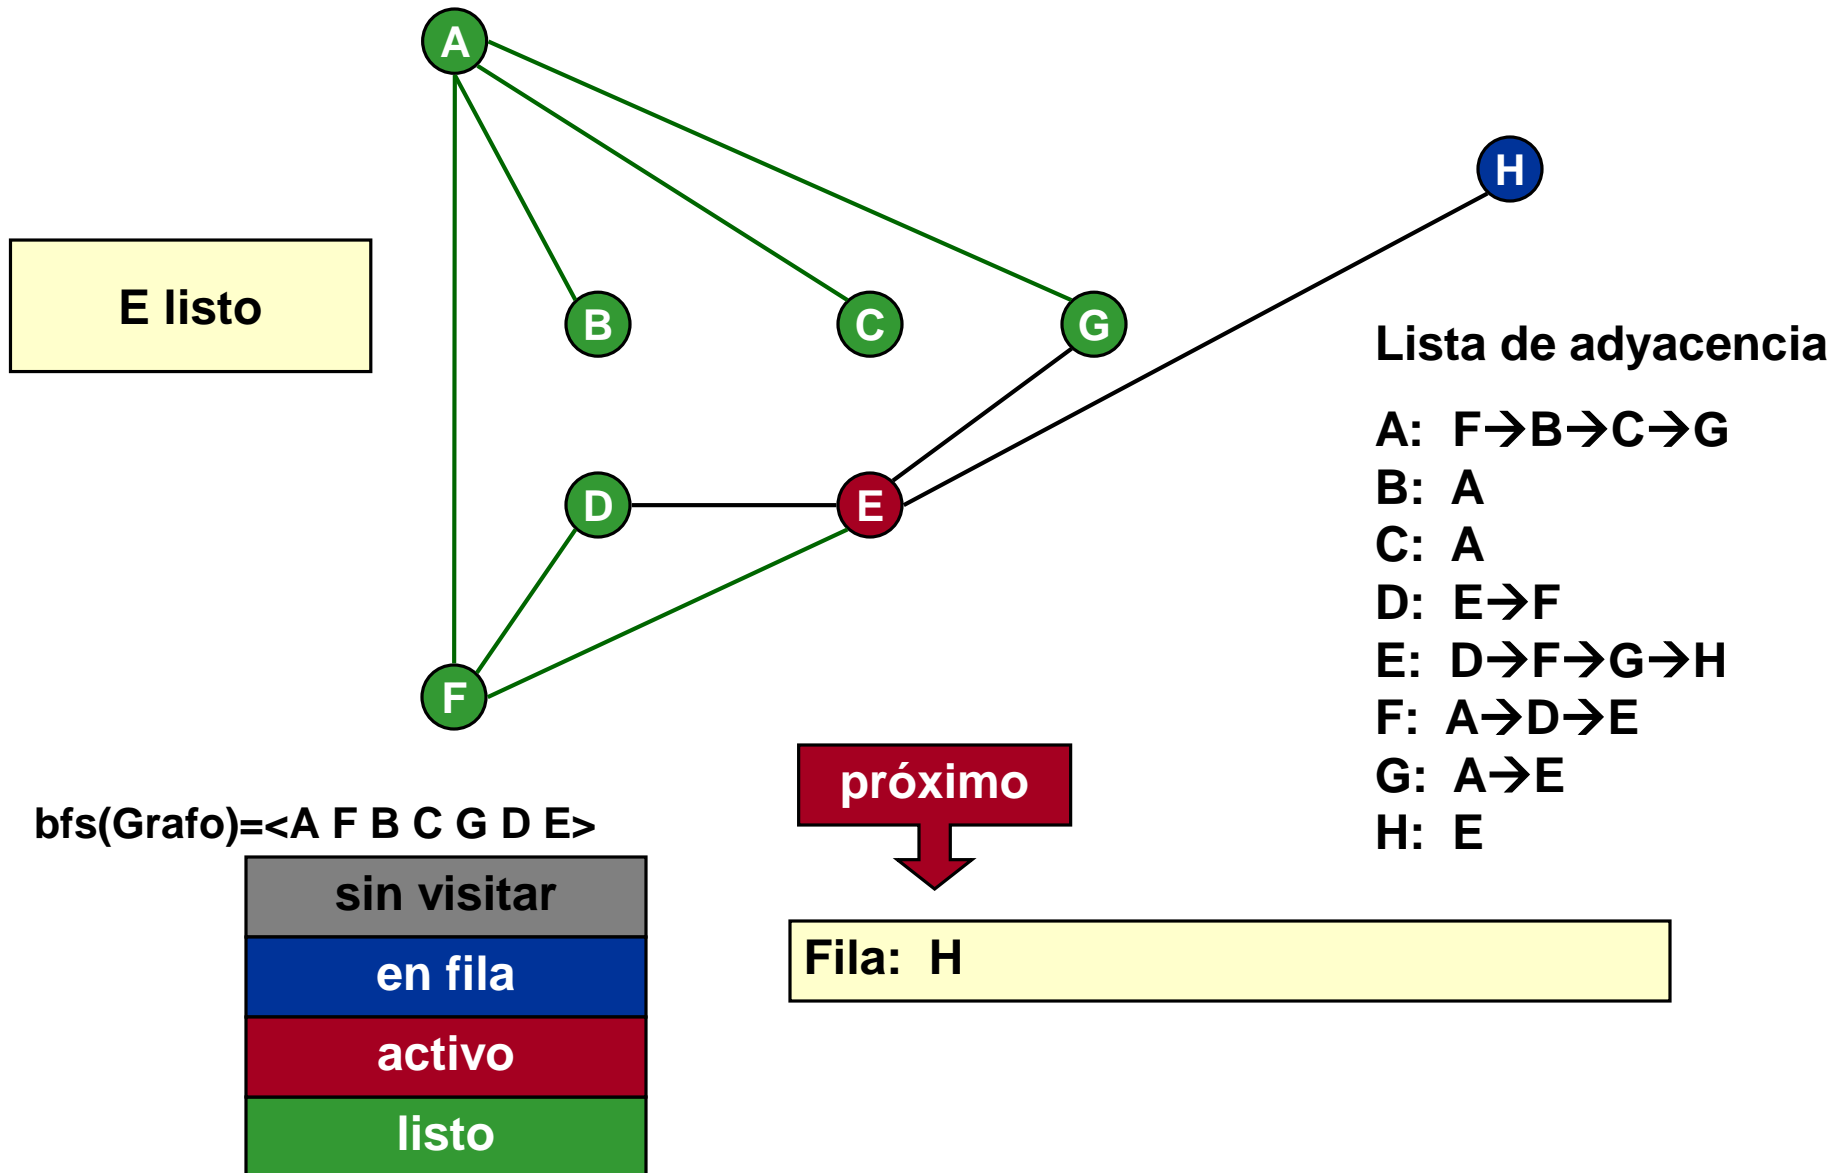 A
H
E listo
B
C
G
Lista de adyacencia
A: F→B→C→G
B: A
C: A
D: E→F
E: D→F→G→H
F: A→D→E
G: A→E
H: E
D
E
F
próximo
bfs(Grafo)=<A F B C G D E>
sin visitar
en fila
activo
listo
Fila: H